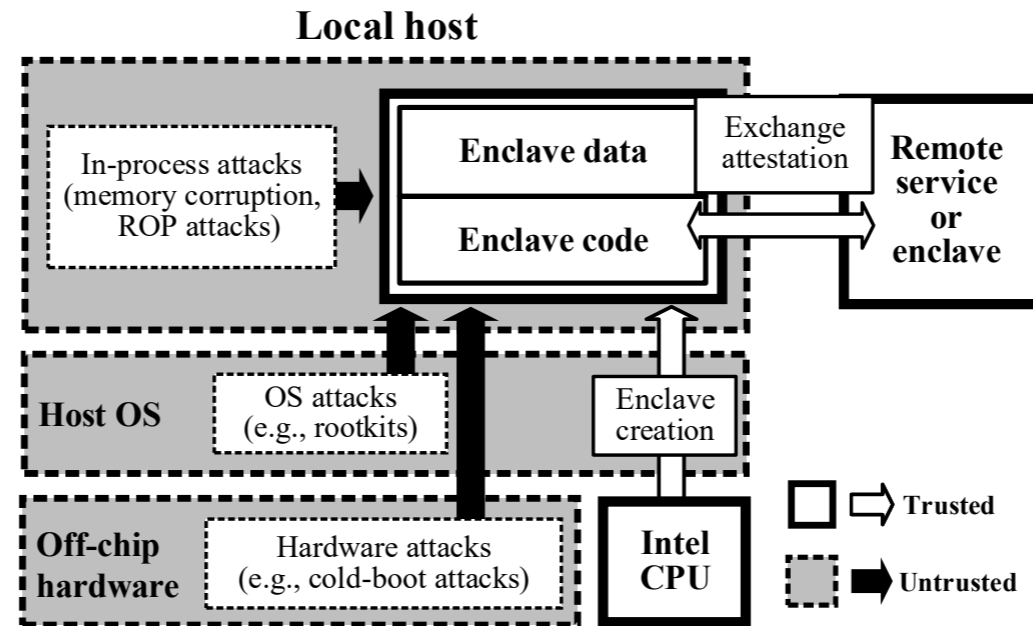 Local host
In-process attacks
(memory corruption,
ROP attacks)
Enclave data
Enclave code
Exchange
attestation
Remote
service
or
enclave
Host OS
OS attacks
(e.g., rootkits)
Enclave
creation
Off-chip
hardware
Hardware attacks
(e.g., cold-boot attacks)
Intel
CPU
Trusted
Untrusted